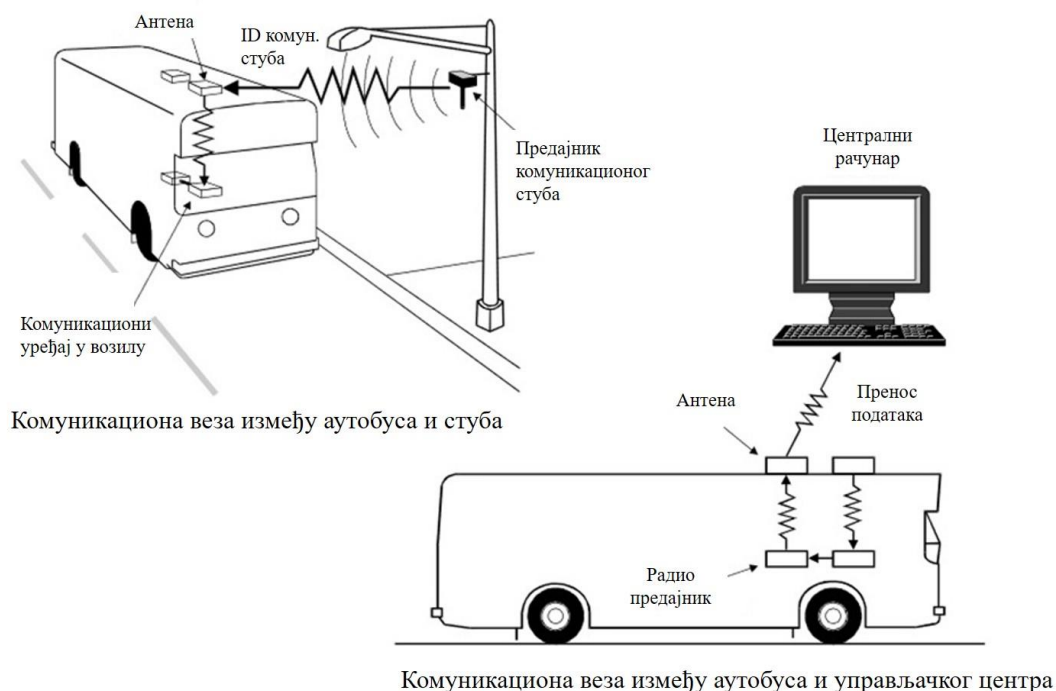 Антена
ID комун.
стуба
Предајник
комуникационог
стуба
Комуникациони
уређај у возилу
Комуникациона веза између аутобуса и стуба
Централни
рачунар
Антена
Пренос
података
Радио
предајник
Комуникациона веза између аутобуса и управљачког центра